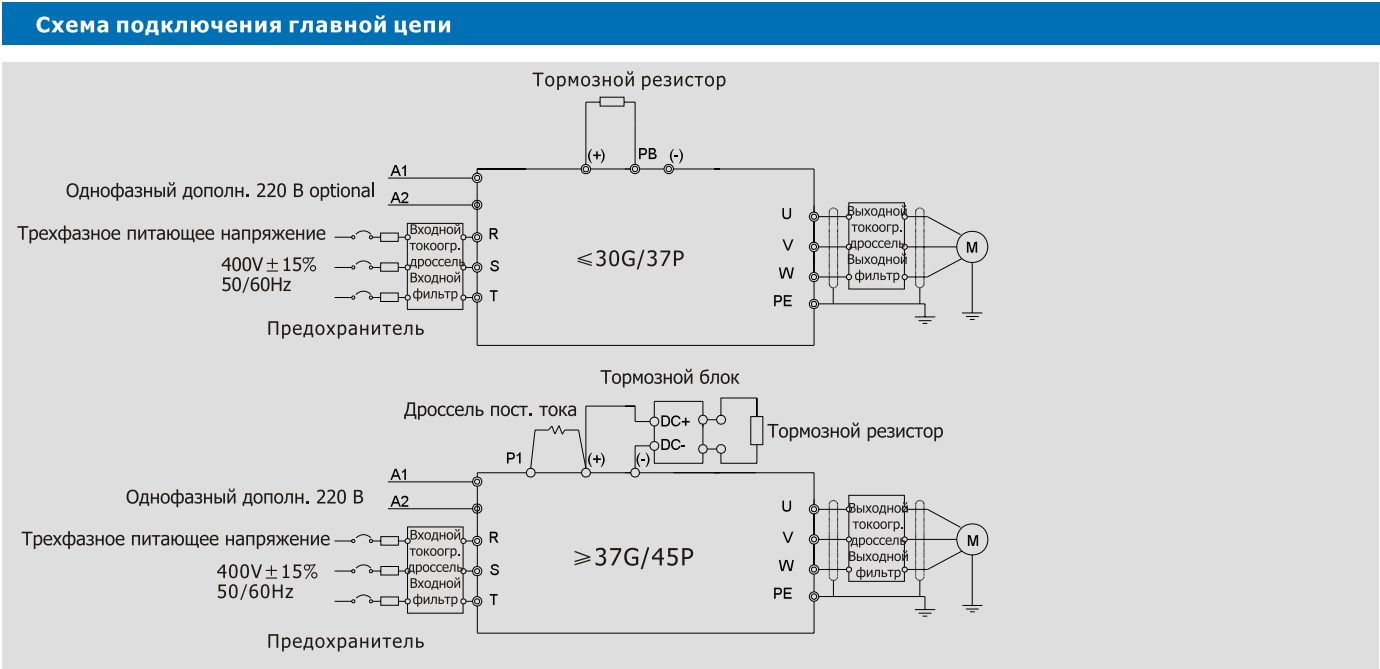 Схема подключения главной цепи
Тормозной резистор
(+)
PB
(-)
A1
Однофазный дополн. 220 В optional
A2
Трехфазное питающее напряжение
400V±15%
50/60Hz
Предохранитель
Входной
токоогр.
дроссель
Входной
фильтр
R
S
T
≤30G/37P
U
V
W
PE
Выходной
токоогр.
дроссель
Выходной
фильтр
M
Тормозной блок
Дроссель пост. тока
DC+
DC-
Тормозной резистор
P1
(+)
(-)
A1
Однофазный дополн. 220 В
A2
Трехфазное питающее напряжение
400V±15%
50/60Hz
Предохранитель
Входной
токоогр.
дроссель
Входной
фильтр
R
S
T
≥37G/45P
U
V
W
PE
Выходной
токоогр.
дроссель
Выходной
фильтр
M